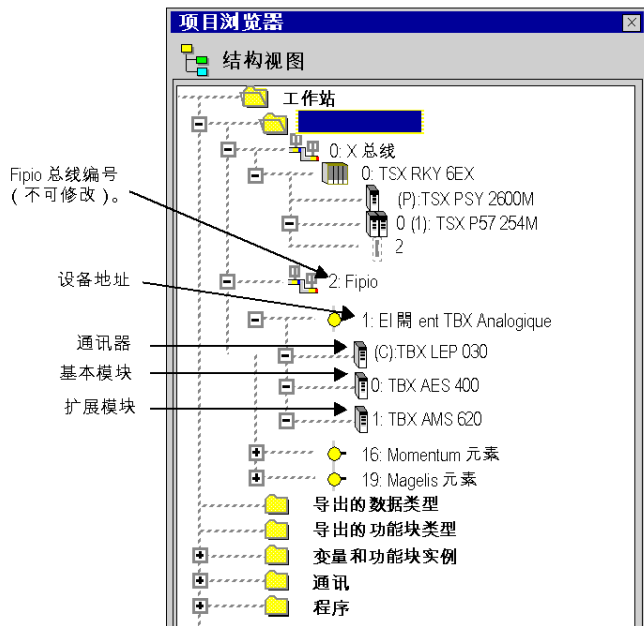 项目浏览器
结构视图
工作站
0: X 总线
0: TSX RKY 6EX
(P):TSX PSY 2600M
0 (1): TSX P57 254M
2
Fipio 总线编号
(不可修改)。
2: Fipio
设备地址
1: El 開 ent TBX Analogique
通讯器
(C):TBX LEP 030
基本模块
0: TBX AES 400
扩展模块
1: TBX AMS 620
16: Momentum 元素
19: Magelis 元素
导出的数据类型
导出的功能块类型
变量和功能块实例
通讯
程序